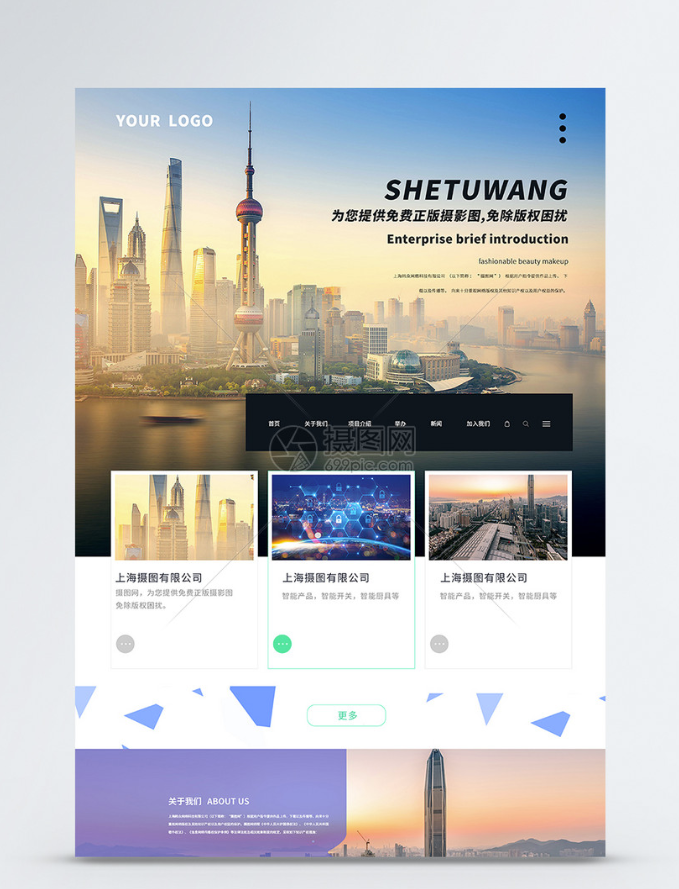 YOUR LOGO
SHETUWANG
为您提供免费正版摄影图,免除版权困扰
Enterprise brief introduction
fashionable beauty makeup
首页 关于我们 项目介绍 举办 新闻 加入我们
摄图网
699pic.com
上海摄图有限公司
摄图网，为您提供免费正版摄影图
免除版权困扰。
上海摄图有限公司
智能产品，智能开关，智能厨具等
上海摄图有限公司
智能产品，智能开关，智能厨具等
更多
关于我们 ABOUT US